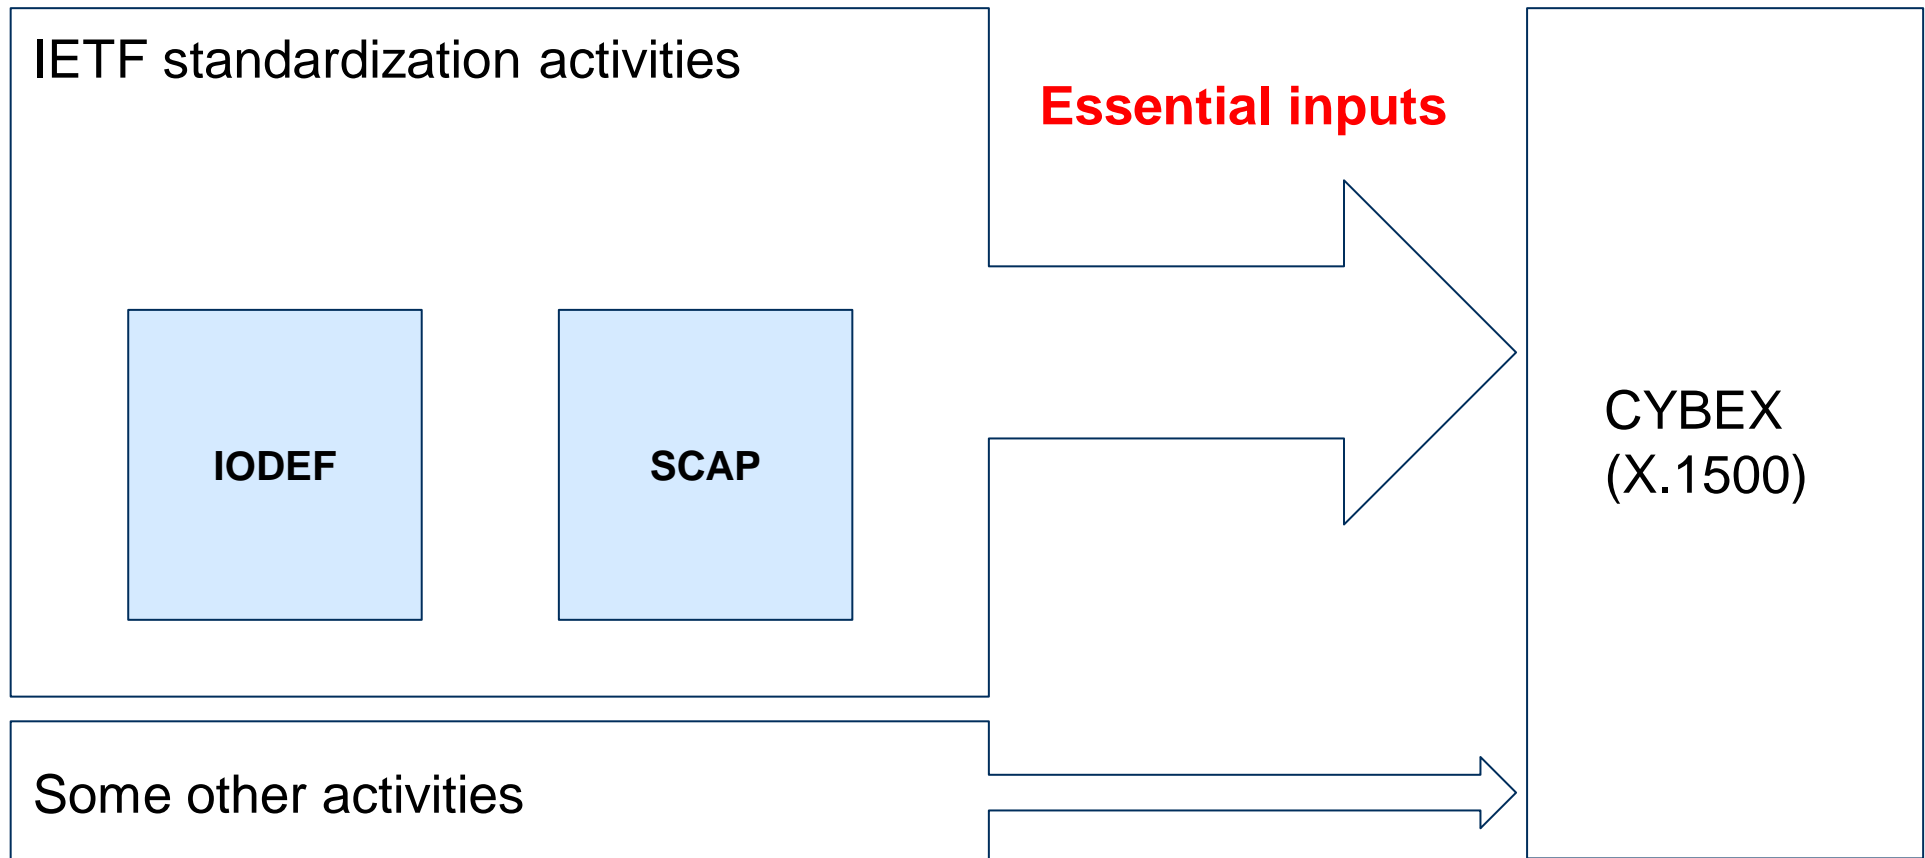 IETF standardization activities
Essential inputs
IODEF
SCAP
CYBEX
(X.1500)
Some other activities